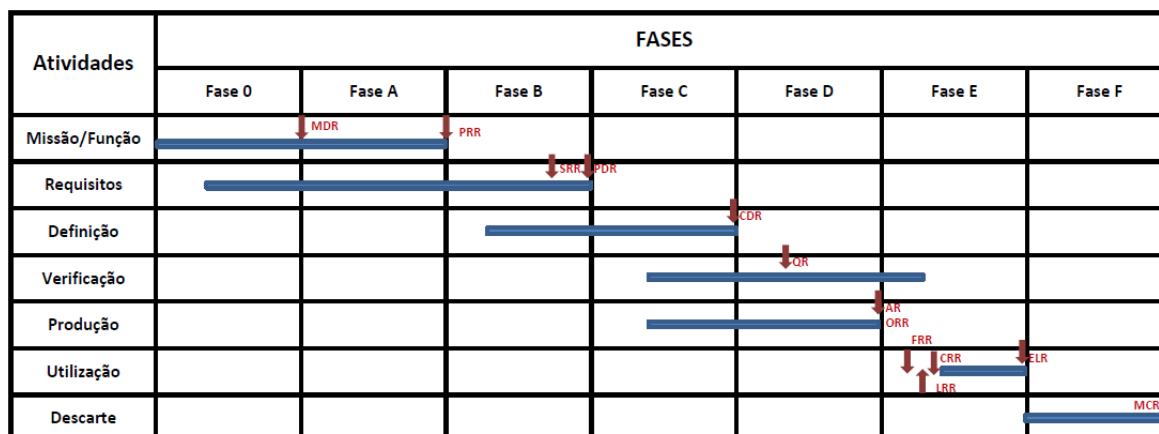 FASES
Atividades
Fase 0 Fase A Fase B Fase C Fase D Fase E Fase F
MDR PRR
Missão/Função
SRR PDR
Requisitos
CDR
Definição
QR
Verificação
AR
Produção ORR
FRR
CRR ELR
Utilização
LRR
MCR
Descarte